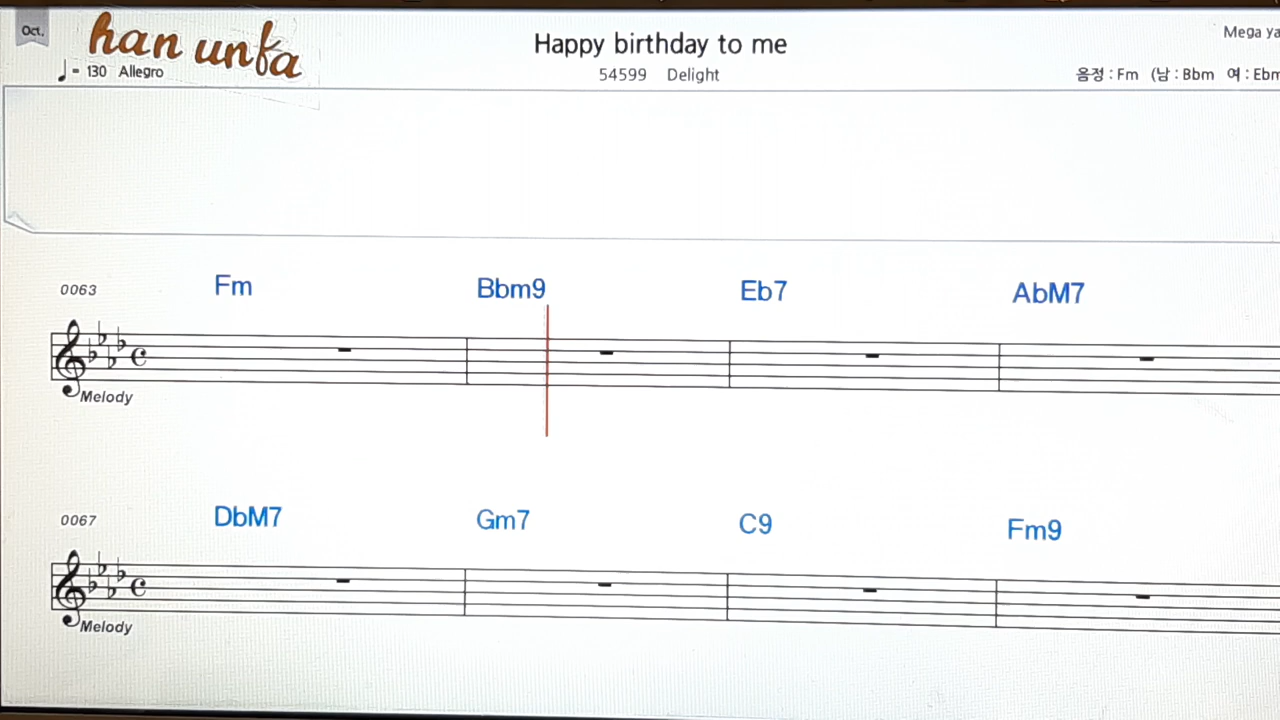 Oct.
han unfa
Happy birthday to me
Mega ya
♩= 130 Allegro
54599 Delight
음정 : Fm (남 : Bbm 여 : Ebm
0063
Fm Bbm9 Eb7 AbM7
Melody
0067
DbM7 Gm7 C9 Fm9
Melody